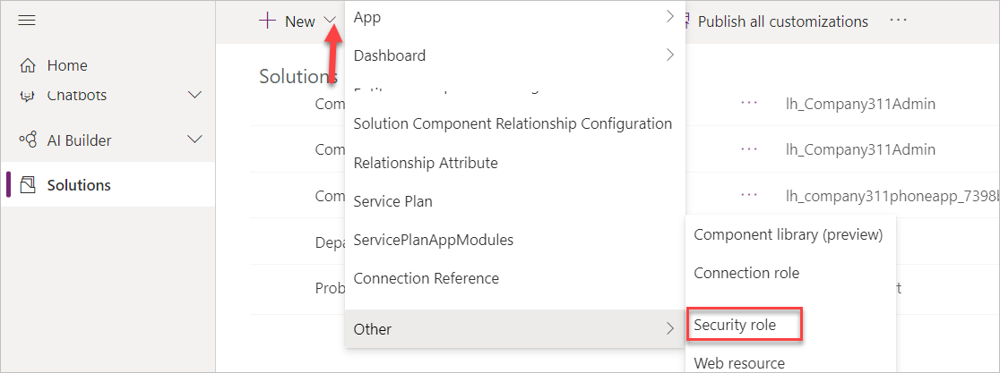 New
App
Publish all customizations
Home
Dashboard
Solutions
Chatbots
Com
lh_Company311Admin
Solution Component Relationship Configuration
AI Builder
Com
lh_Company311Admin
Relationship Attribute
Solutions
Com
Service Plan
lh_company311phoneapp_7398b
Depa
ServicePlanAppModules
Component library (preview)
Prob
Connection Reference
Connection role
Other
Security role
Web resource